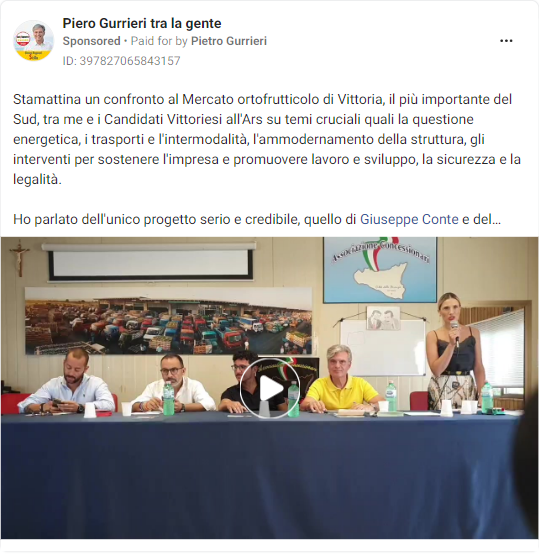 Piero Gurrieri tra la gente
Sponsored • Paid for by Pietro Gurrieri
ID: 397827065843157
Stamattina un confronto al Mercato ortofrutticolo di Vittoria, il più importante del
Sud, tra me e i Candidati Vittoriesi all'Ars su temi cruciali quali la questione
energetica, i trasporti e l'intermodalità, l'ammodernamento della struttura, gli
interventi per sostenere l'impresa e promuovere lavoro e sviluppo, la sicurezza e la
legalità.
Ho parlato dell'unico progetto serio e credibile, quello di Giuseppe Conte e del...
Associazione Concessionari